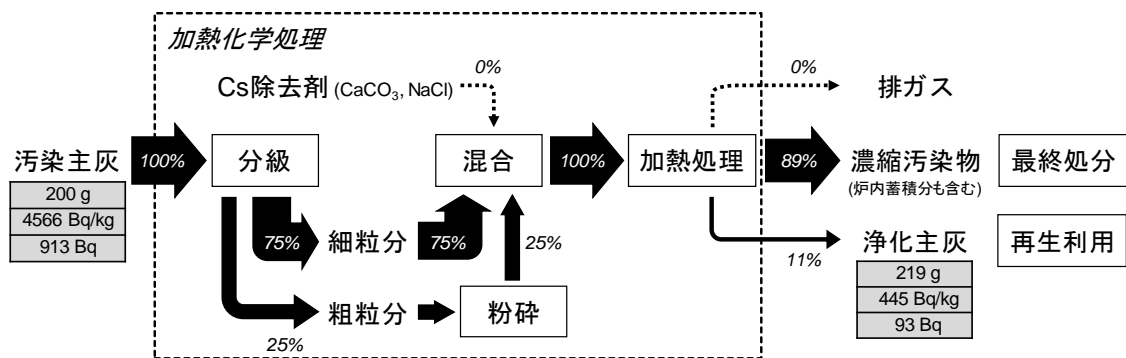 加熱化学処理
Cs除去剤 (CaCO₃, NaCl)
0%
0%
排ガス
汚染主灰
100%
分級
混合
100%
加熱処理
89%
濃縮汚染物
(炉内蓄積分も含む)
最終処分
200 g
4566 Bq/kg
913 Bq
75%
細粒分
75%
25%
11%
浄化主灰
再生利用
219 g
445 Bq/kg
93 Bq
25%
粗粒分
粉砕